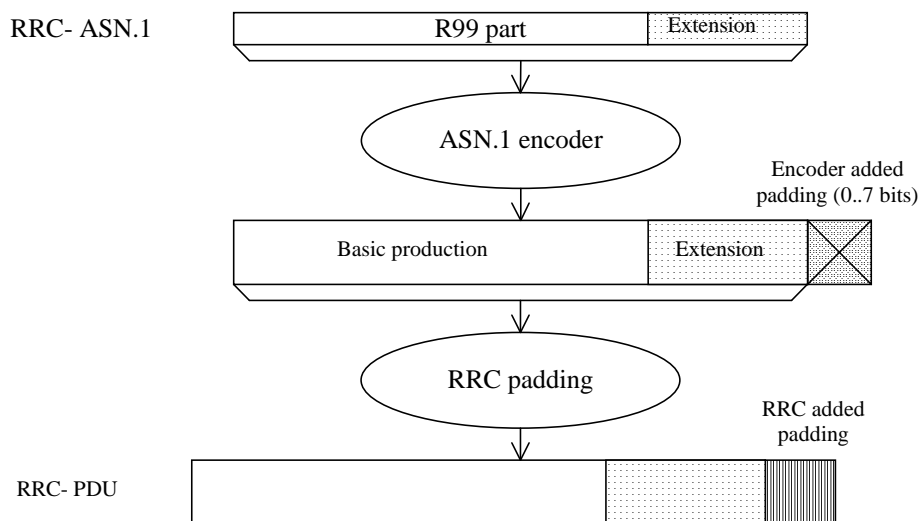 RRC- ASN.1
R99 part
Extension
ASN.1 encoder
Encoder added
padding (0..7 bits)
Basic production
Extension
RRC padding
RRC added
padding
RRC- PDU